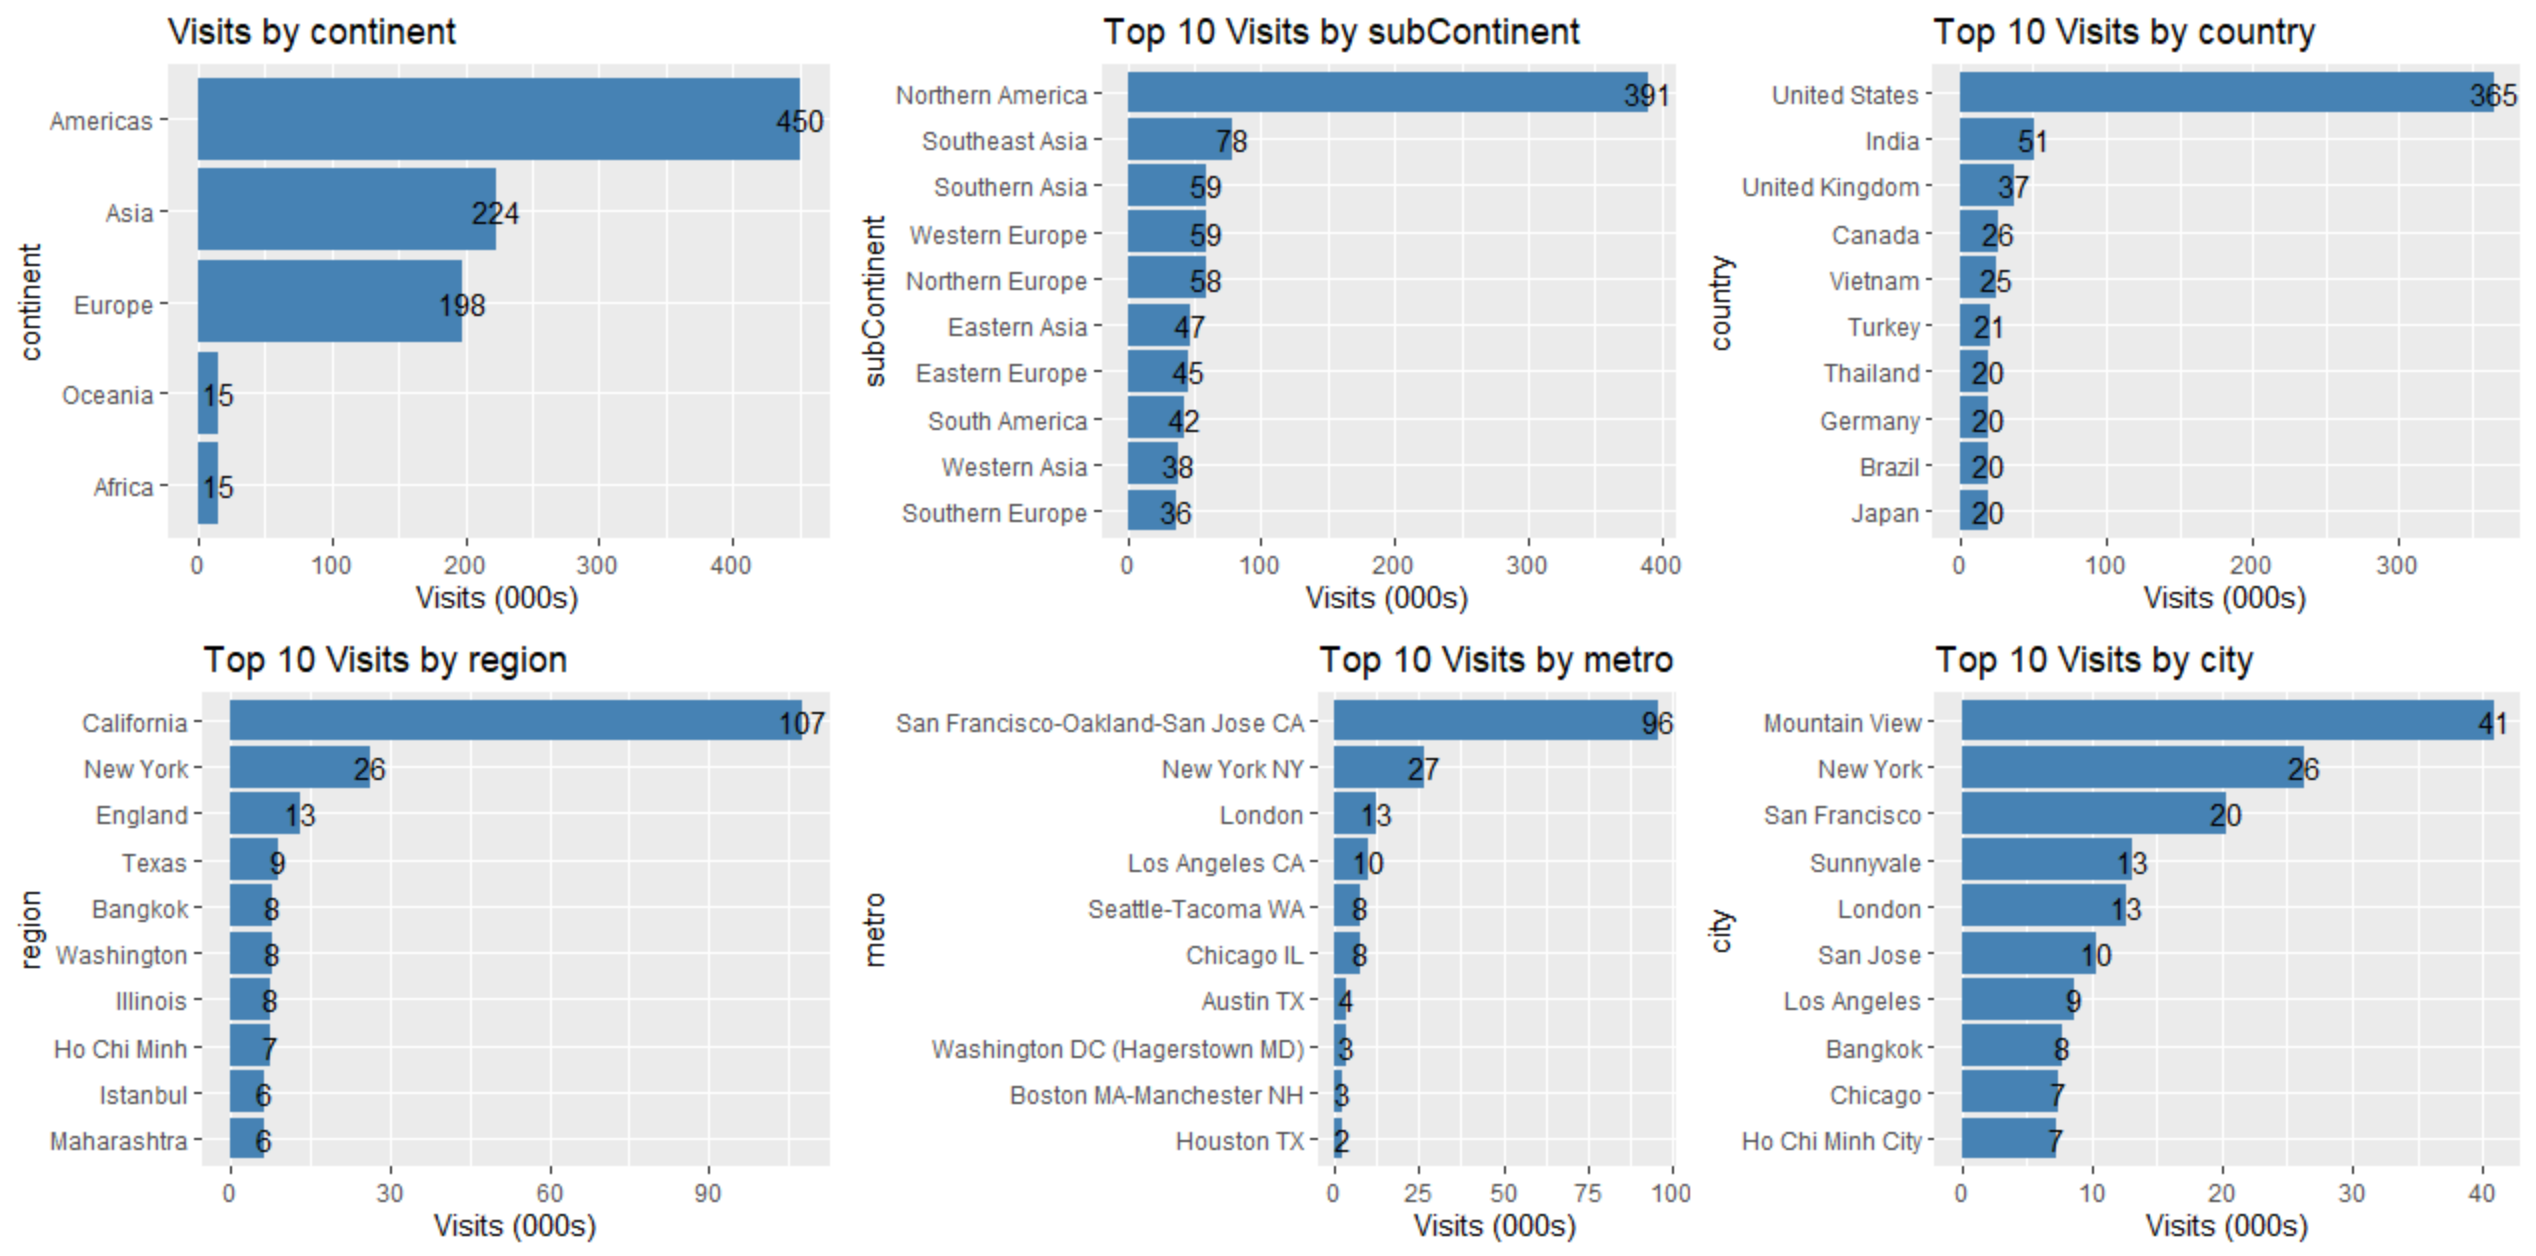 Visits by continent
continent
Americas 450
Asia 224
Europe 198
Oceania 15
Africa 15
0 100 200 300 400
Visits (000s)
Top 10 Visits by subContinent
subContinent
Northern America 391
Southeast Asia 78
Southern Asia 59
Western Europe 59
Northern Europe 58
Eastern Asia 47
Eastern Europe 45
South America 42
Western Asia 38
Southern Europe 36
0 100 200 300 400
Visits (000s)
Top 10 Visits by country
country
United States 365
India 51
United Kingdom 37
Canada 26
Vietnam 25
Turkey 21
Thailand 20
Germany 20
Brazil 20
Japan 20
0 100 200 300
Visits (000s)
Top 10 Visits by region
region
California 107
New York 26
England 13
Texas 9
Bangkok 8
Washington 8
Illinois 8
Ho Chi Minh 7
Istanbul 6
Maharashtra 6
0 30 60 90
Visits (000s)
Top 10 Visits by metro
metro
San Francisco-Oakland-San Jose CA 96
New York NY 27
London 13
Los Angeles CA 10
Seattle-Tacoma WA 8
Chicago IL 8
Austin TX 4
Washington DC (Hagerstown MD) 3
Boston MA-Manchester NH 3
Houston TX 2
0 25 50 75 100
Visits (000s)
Top 10 Visits by city
city
Mountain View 41
New York 26
San Francisco 20
Sunnyvale 13
London 13
San Jose 10
Los Angeles 9
Bangkok 8
Chicago 7
Ho Chi Minh City 7
0 10 20 30 40
Visits (000s)